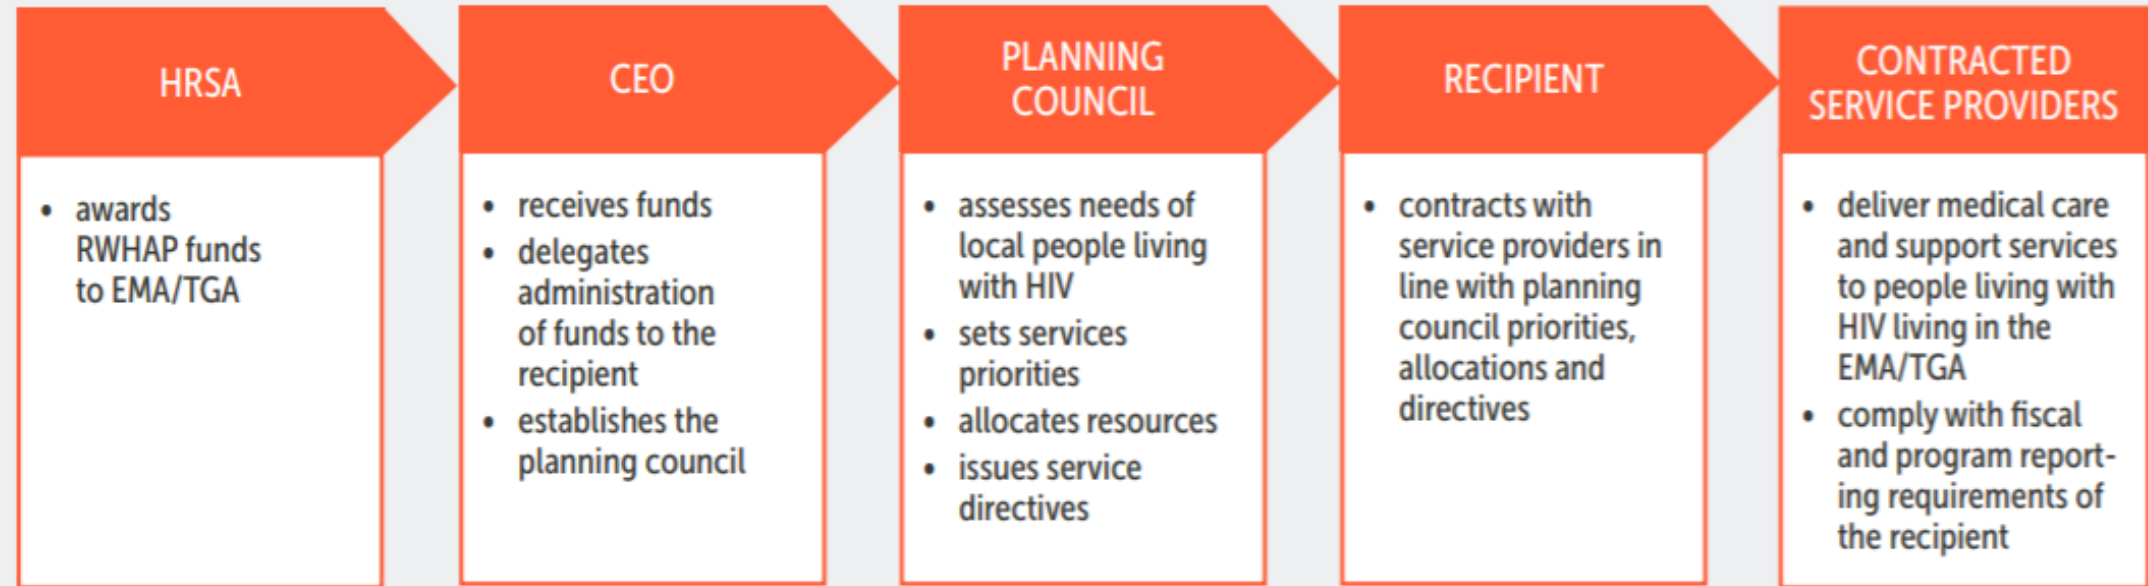 HRSA
• awards
RWHAP funds
to EMA/TGA
CEO
• receives funds
• delegates
administration
of funds to the
recipient
• establishes the
planning council
PLANNING
COUNCIL
• assesses needs of
local people living
with HIV
• sets services
priorities
• allocates resources
• issues service
directives
RECIPIENT
• contracts with
service providers in
line with planning
council priorities,
allocations and
directives
CONTRACTED
SERVICE PROVIDERS
• deliver medical care
and support services
to people living with
HIV living in the
EMA/TGA
• comply with fiscal
and program report-
ing requirements of
the recipient